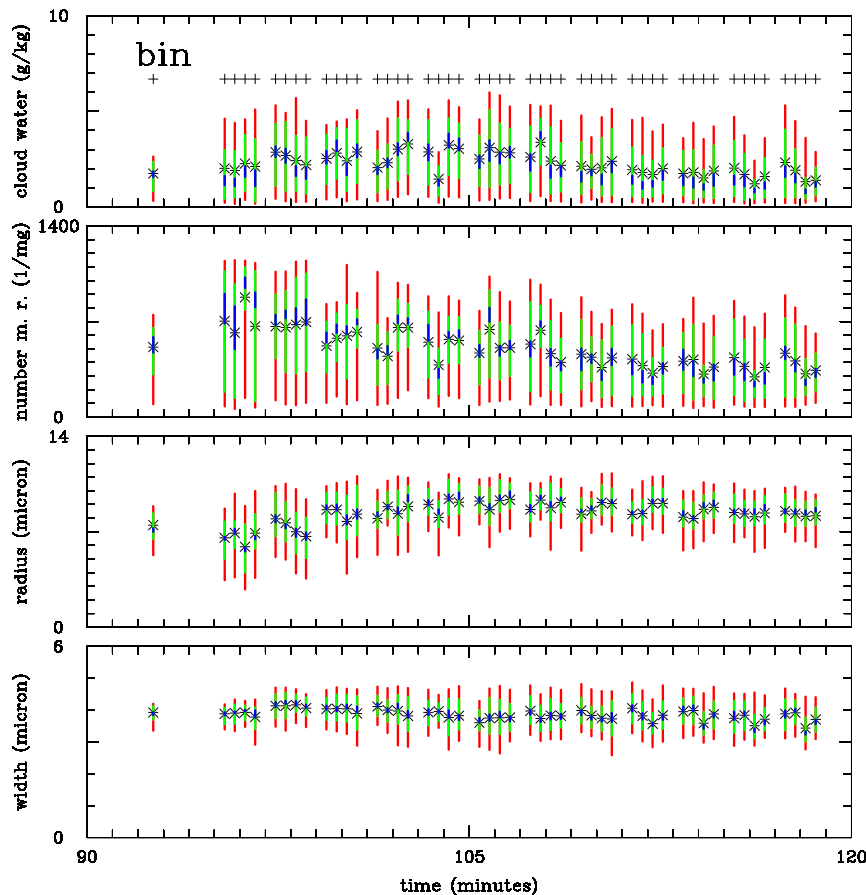 10
bin
cloud water (g/kg)
0
1400
number m. r. (1/mg)
0
14
radius (micron)
0
6
width (micron)
0
90 105 120
time (minutes)